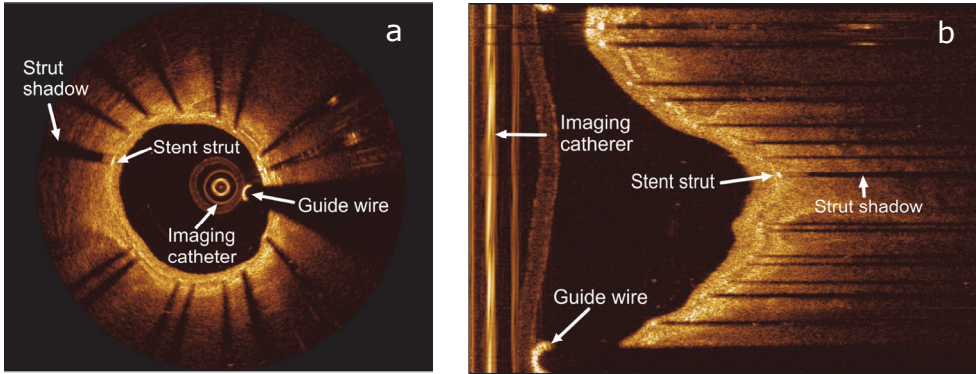 a
Strut
shadow
Stent strut
Guide wire
Imaging
catheter
b
Imaging
catherer
Stent strut
Strut shadow
Guide wire